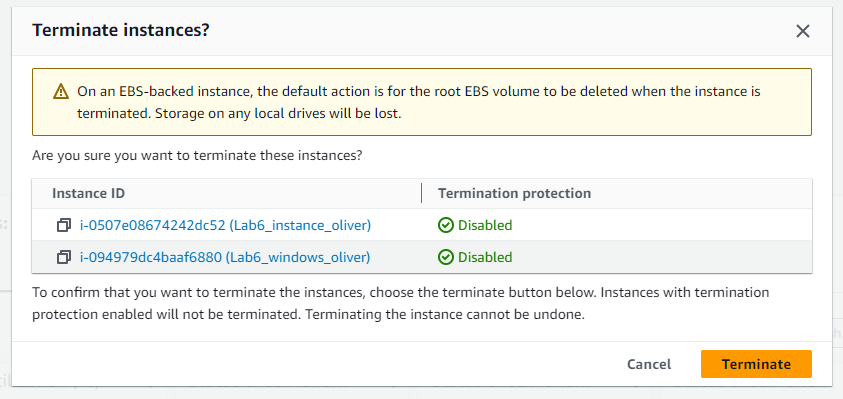 Terminate instances?
On an EBS-backed instance, the default action is for the root EBS volume to be deleted when the instance is
terminated. Storage on any local drives will be lost.
Are you sure you want to terminate these instances?
Instance ID Termination protection
i-0507e08674242dc52 (Lab6_instance_oliver) Disabled
i-094979dc4baaf6880 (Lab6_windows_oliver) Disabled
To confirm that you want to terminate the instances, choose the terminate button below. Instances with termination
protection enabled will not be terminated. Terminating the instance cannot be undone.
Cancel Terminate